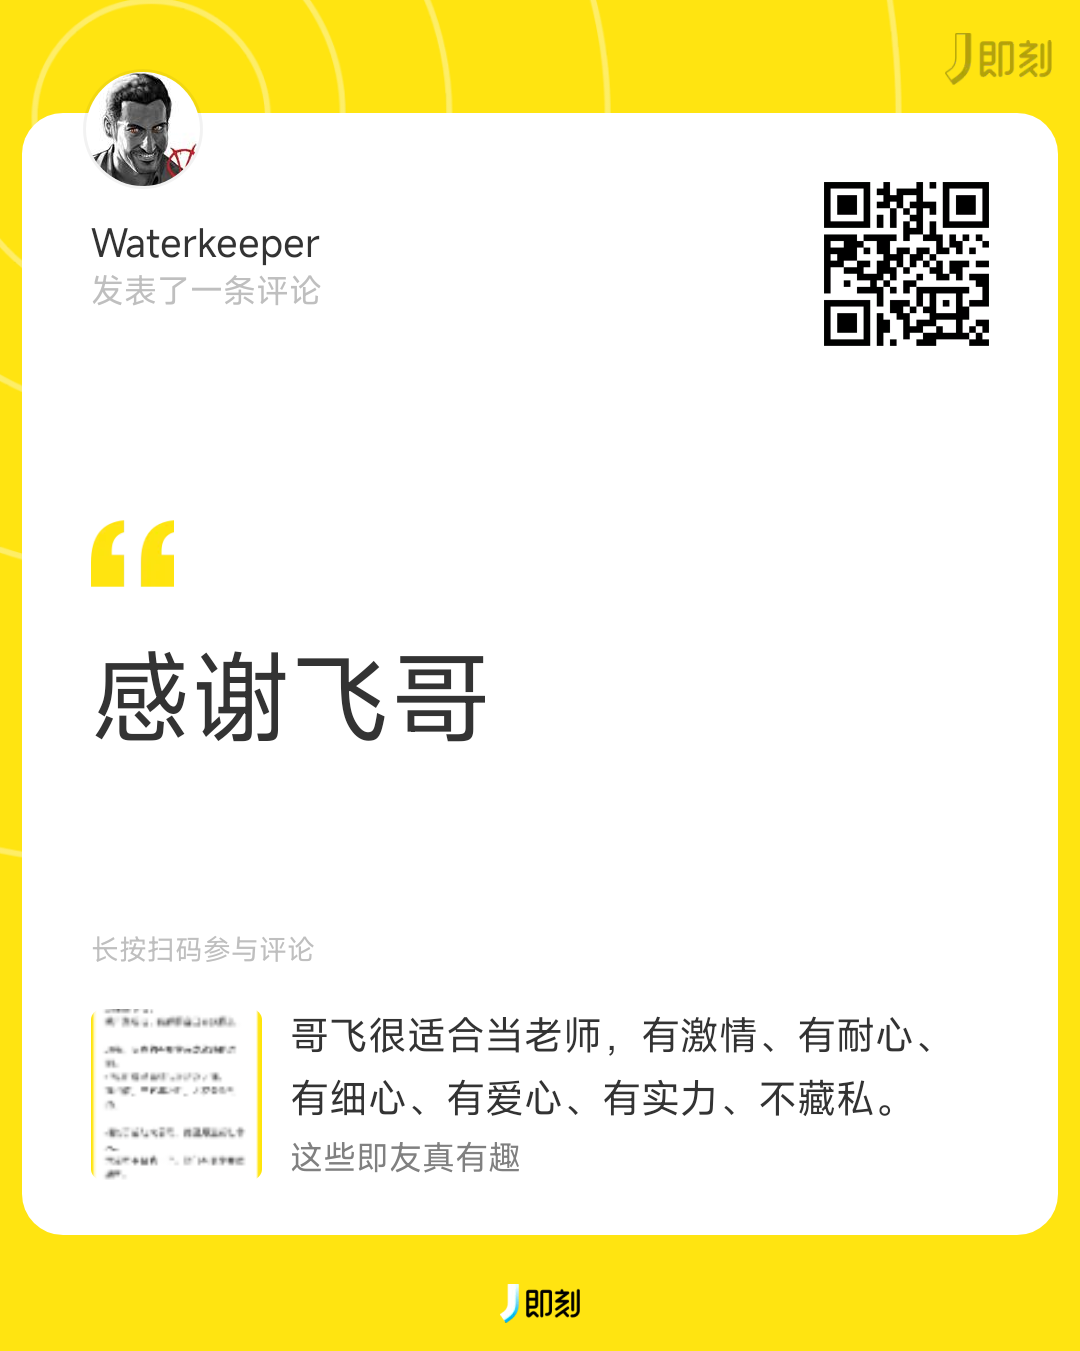 即刻
Waterkeeper
发表了一条评论
感谢飞哥
长按扫码参与评论
哥飞很适合当老师，有激情、有耐心、
有细心、有爱心、有实力、不藏私。
这些即友真有趣
即刻